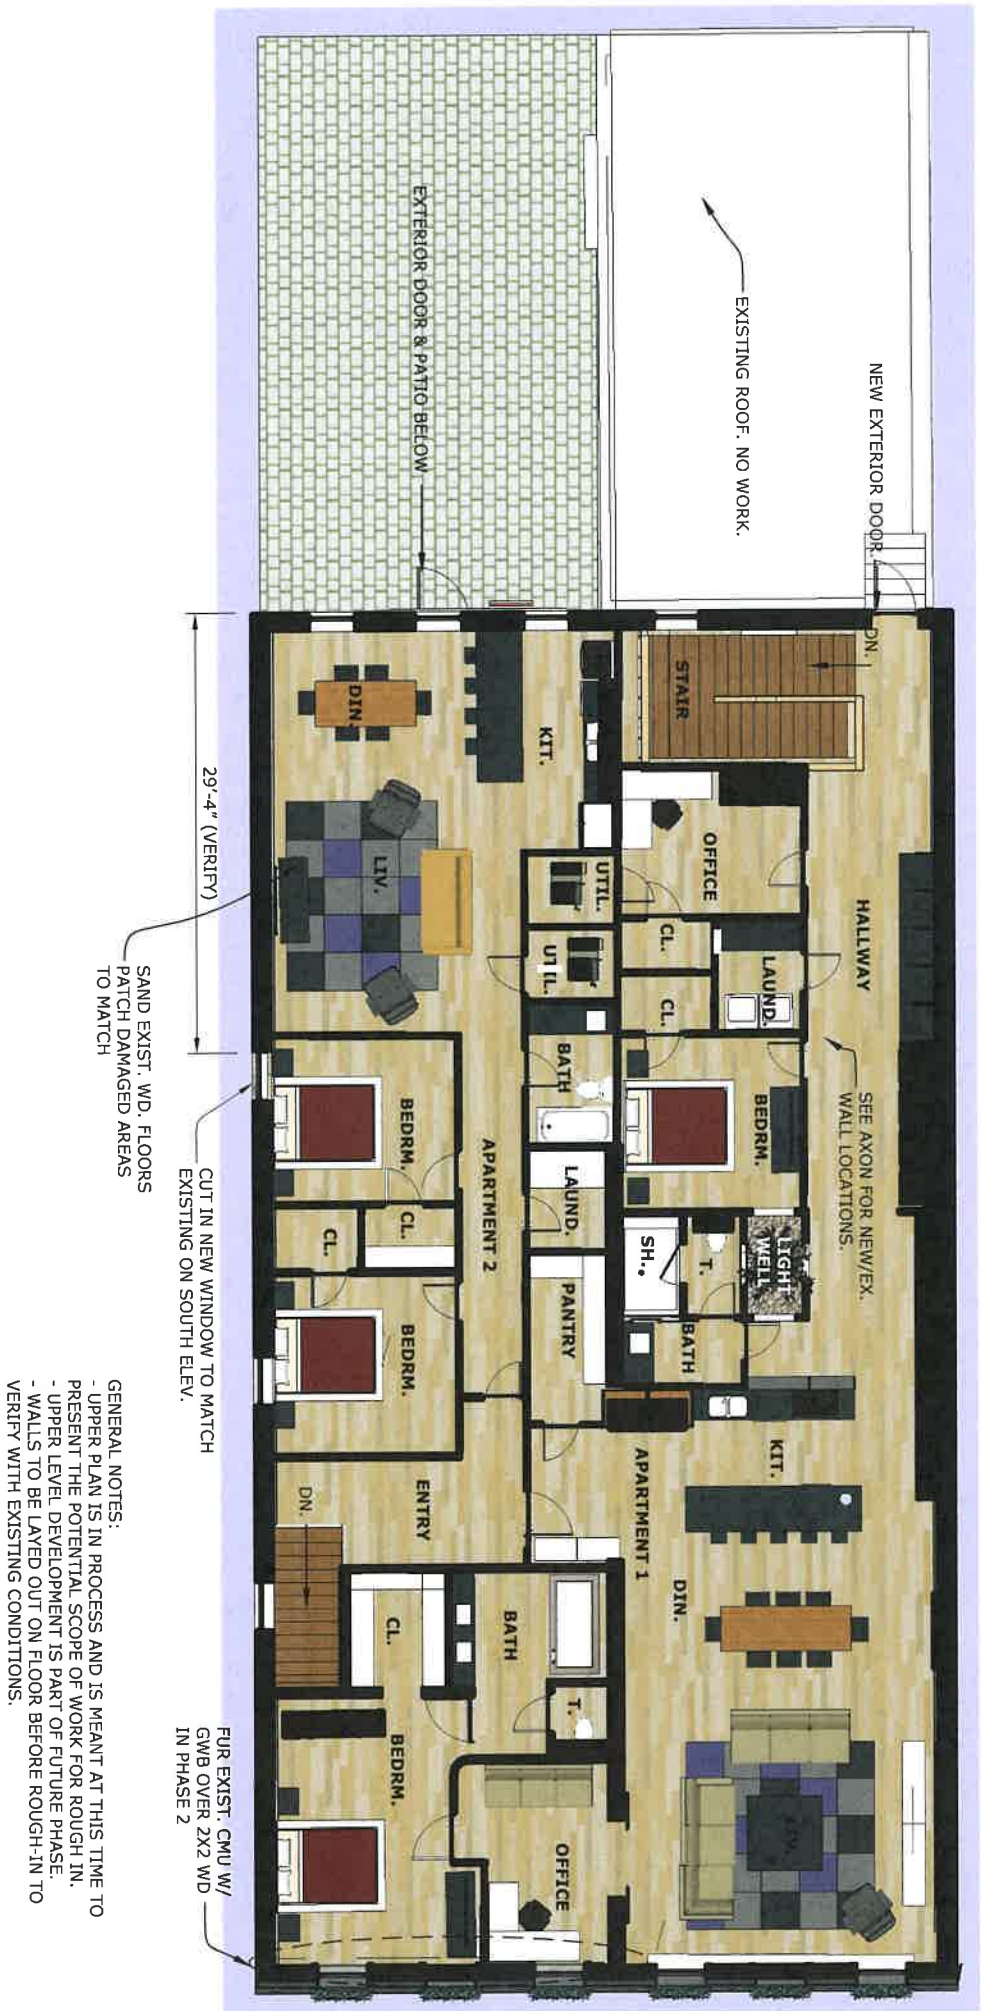 EXISTING ROOF. NO WORK.
NEW EXTERIOR DOOR.
EXTERIOR DOOR & PATIO BELOW
DN.
STAIR
HALLWAY
OFFICE
CL.
LAUND.
CL.
SEE AXON FOR NEW/EX.
WALL LOCATIONS.
BEDRM.
LIGHT
WELL
T.
SH.
BATH
KIT.
APARTMENT 1
DIN.
LIV.
OFFICE
DIN.
KIT.
LIV.
UTIL.
UTIL.
BATH
LAUND.
PANTRY
APARTMENT 2
BEDRM.
CL.
CL.
BEDRM.
ENTRY
DN.
BATH
CL.
T.
BEDRM.
29'-4" (VERIFY)
SAND EXIST. WD. FLOORS
PATCH DAMAGED AREAS
TO MATCH
CUT IN NEW WINDOW TO MATCH
EXISTING ON SOUTH ELEV.
FUR EXIST. CMU W/
GWB OVER 2X2 WD
IN PHASE 2
GENERAL NOTES:
- UPPER PLAN IS IN PROCESS AND IS MEANT AT THIS TIME TO
PRESENT THE POTENTIAL SCOPE OF WORK FOR ROUGH IN.
- UPPER LEVEL DEVELOPMENT IS PART OF FUTURE PHASE.
- WALLS TO BE LAYED OUT ON FLOOR BEFORE ROUGH-IN TO
VERIFY WITH EXISTING CONDITIONS.